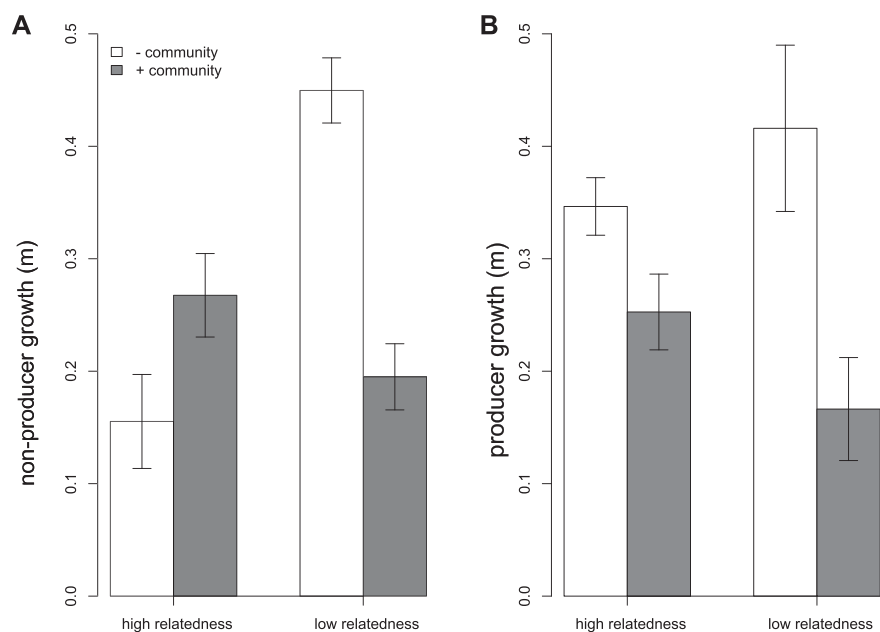 A
non-producer growth (m)
0.5
0.4
0.3
0.2
0.1
0.0
- community
+ community
high relatedness
low relatedness
B
producer growth (m)
0.5
0.4
0.3
0.2
0.1
0.0
high relatedness
low relatedness